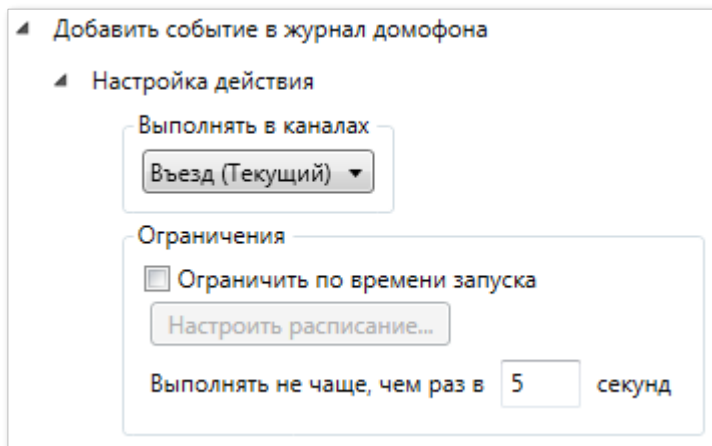 Добавить событие в журнал домофона
Настройка действия
Выполнять в каналах
Въезд (Текущий)
Ограничения
Ограничить по времени запуска
Настроить расписание...
Выполнять не чаще, чем раз в 5 секунд